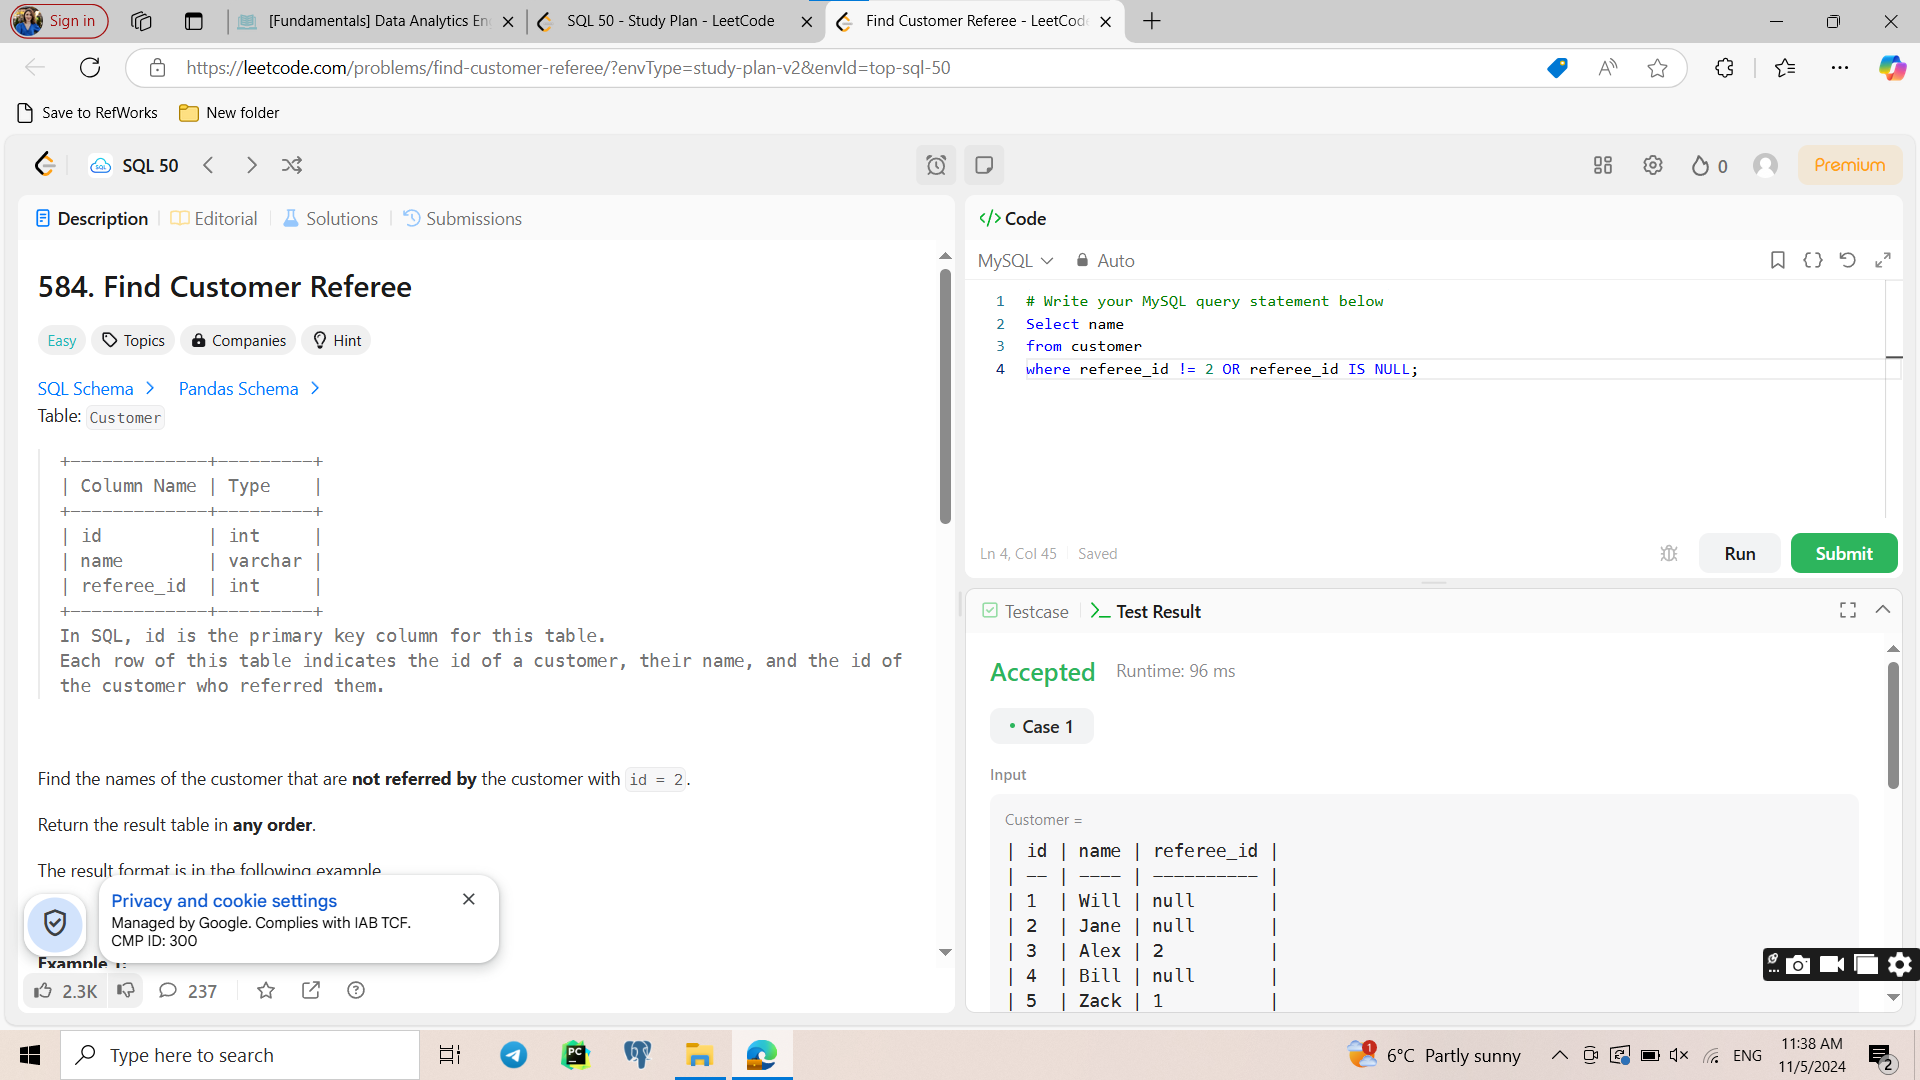 Sign in
[Fundamentals] Data Analytics En
SQL 50 - Study Plan - LeetCode
Find Customer Referee - LeetCode
https://leetcode.com/problems/find-customer-referee/?envType=study-plan-v2&envId=top-sql-50
Save to RefWorks
New folder
SQL 50
0
Premium
Description
Editorial
Solutions
Submissions
584. Find Customer Referee
Easy
Topics
Companies
Hint
SQL Schema
Pandas Schema
Table: Customer
+-------------+---------+
| Column Name | Type    |
+-------------+---------+
| id          | int     |
| name        | varchar |
| referee_id  | int     |
+-------------+---------+
In SQL, id is the primary key column for this table.
Each row of this table indicates the id of a customer, their name, and the id of
the customer who referred them.
Find the names of the customer that are not referred by the customer with id = 2.
Return the result table in any order.
The result format is in the following example.
Privacy and cookie settings
Managed by Google. Complies with IAB TCF.
CMP ID: 300
Example 1:
2.3K
237
</> Code
MySQL
Auto
1 # Write your MySQL query statement below
2 Select name
3 from customer
4 where referee_id != 2 OR referee_id IS NULL;
Ln 4, Col 45
Saved
Run
Submit
Testcase
Test Result
Accepted
Runtime: 96 ms
Case 1
Input
Customer =
| id | name | referee_id |
| -- | ---- | ---------- |
| 1  | Will | null       |
| 2  | Jane | null       |
| 3  | Alex | 2          |
| 4  | Bill | null       |
| 5  | Zack | 1          |
Type here to search
PC
1
6°C Partly sunny
ENG
11:38 AM
11/5/2024
2